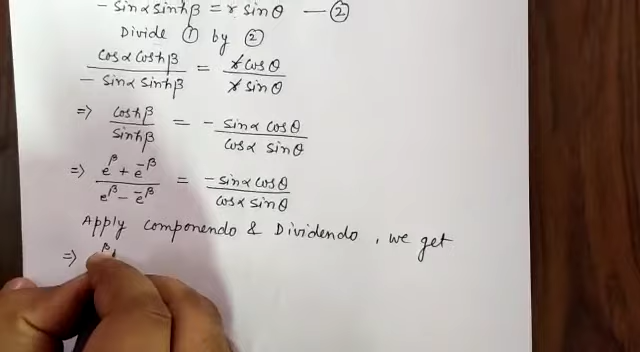 - sinα sinhβ = r sinθ — ②
Divide ① by ②
cosα coshβ / - sinα sinhβ = r cosθ / r sinθ
=> coshβ / sinhβ = - sinα cosθ / cosα sinθ
=> e^β + e^-β / e^β - e^-β = - sinα cosθ / cosα sinθ
Apply Componendo & Dividendo, we get
=>